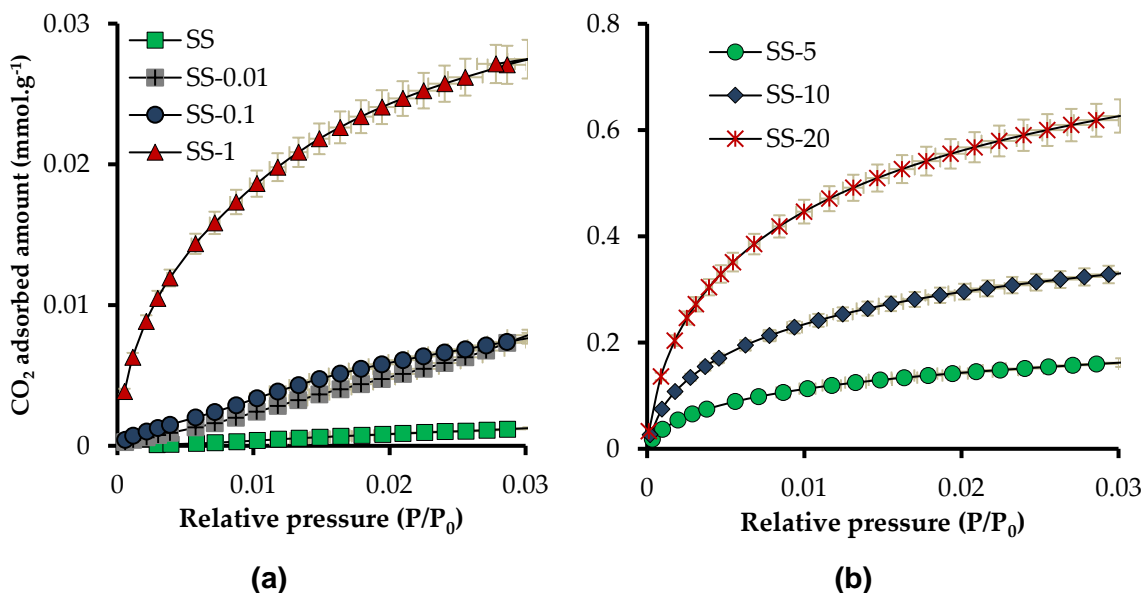 CO₂ adsorbed amount (mmol.g⁻¹)
0.03
0.02
0.01
0
SS
SS-0.01
SS-0.1
SS-1
0 0.01 0.02 0.03
Relative pressure (P/P₀)
(a)
0.8
0.6
0.4
0.2
0
SS-5
SS-10
SS-20
0 0.01 0.02 0.03
Relative pressure (P/P₀)
(b)